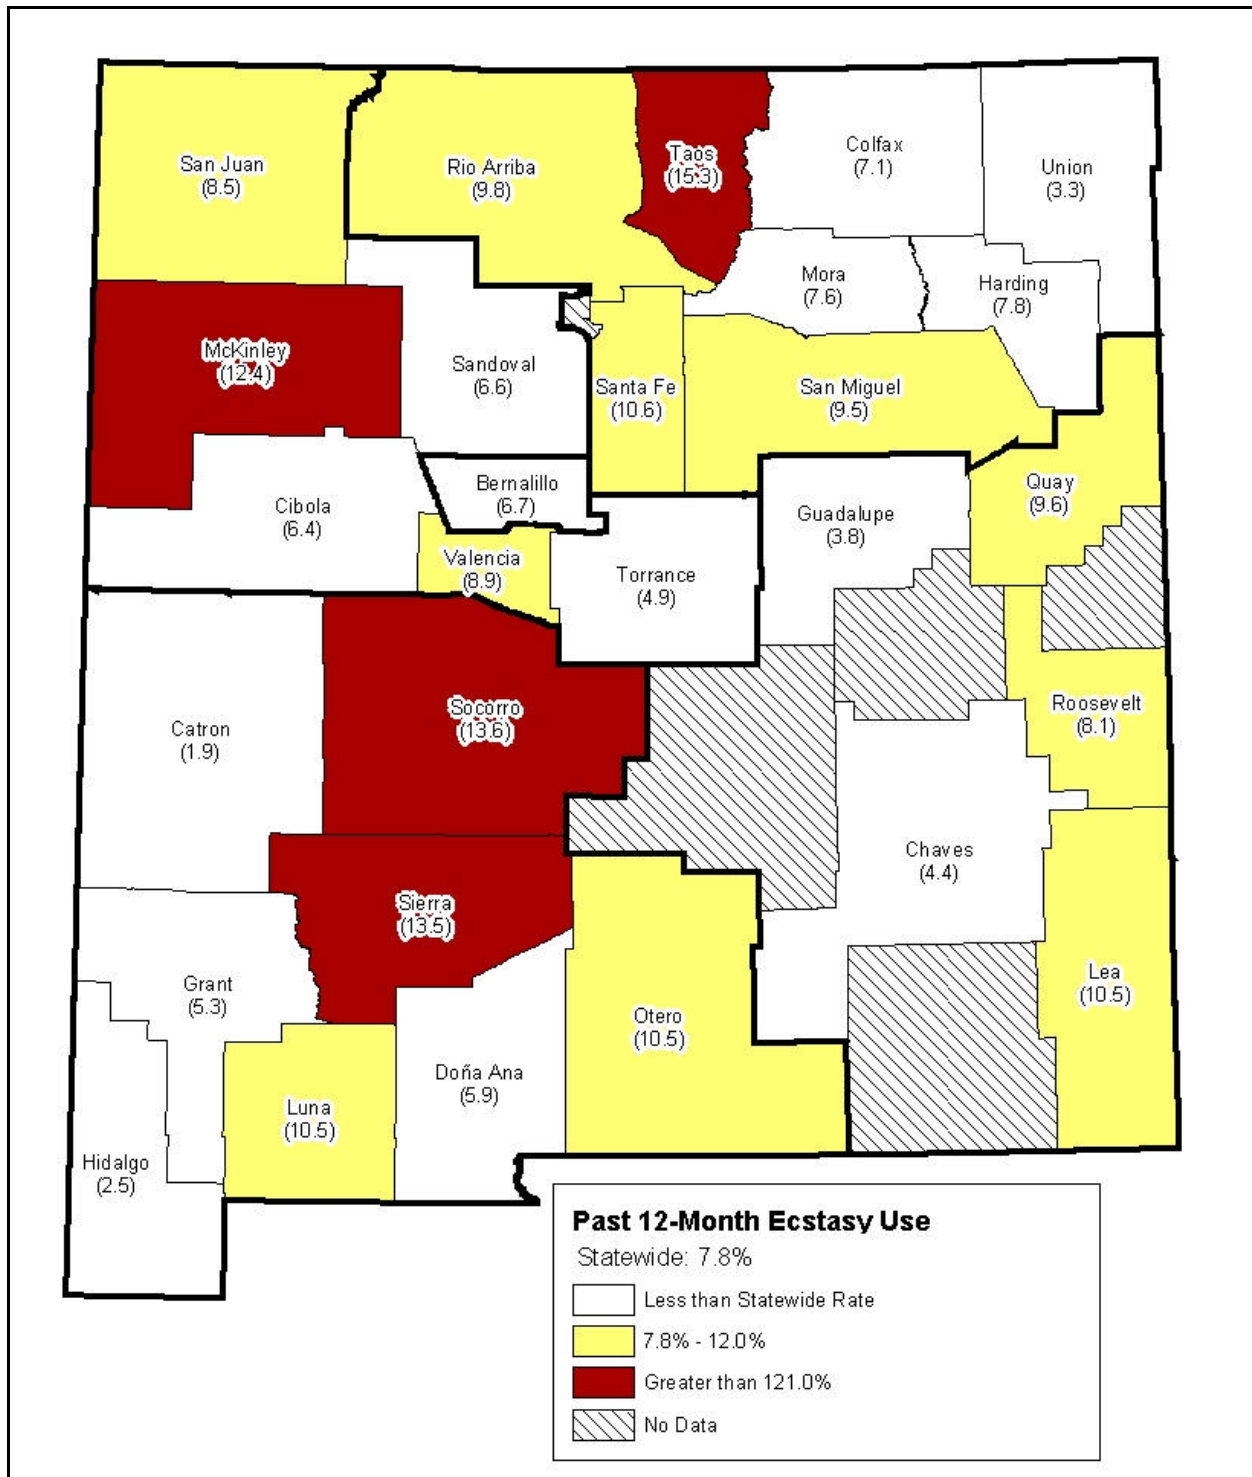 San Juan
(8.5)
Rio Arriba
(9.8)
Taos
(15.3)
Colfax
(7.1)
Union
(3.3)
Mora
(7.6)
Harding
(7.8)
McKinley
(12.4)
Sandoval
(6.6)
Santa Fe
(10.6)
San Miguel
(9.5)
Cibola
(6.4)
Bernalillo
(6.7)
Guadalupe
(3.8)
Quay
(9.6)
Valencia
(8.9)
Torrance
(4.9)
Catron
(1.9)
Socorro
(13.6)
Roosevelt
(8.1)
Chaves
(4.4)
Sierra
(13.5)
Grant
(5.3)
Lea
(10.5)
Otero
(10.5)
Doña Ana
(5.9)
Luna
(10.5)
Hidalgo
(2.5)
Past 12-Month Ecstasy Use
Statewide: 7.8%
Less than Statewide Rate
7.8% - 12.0%
Greater than 121.0%
No Data